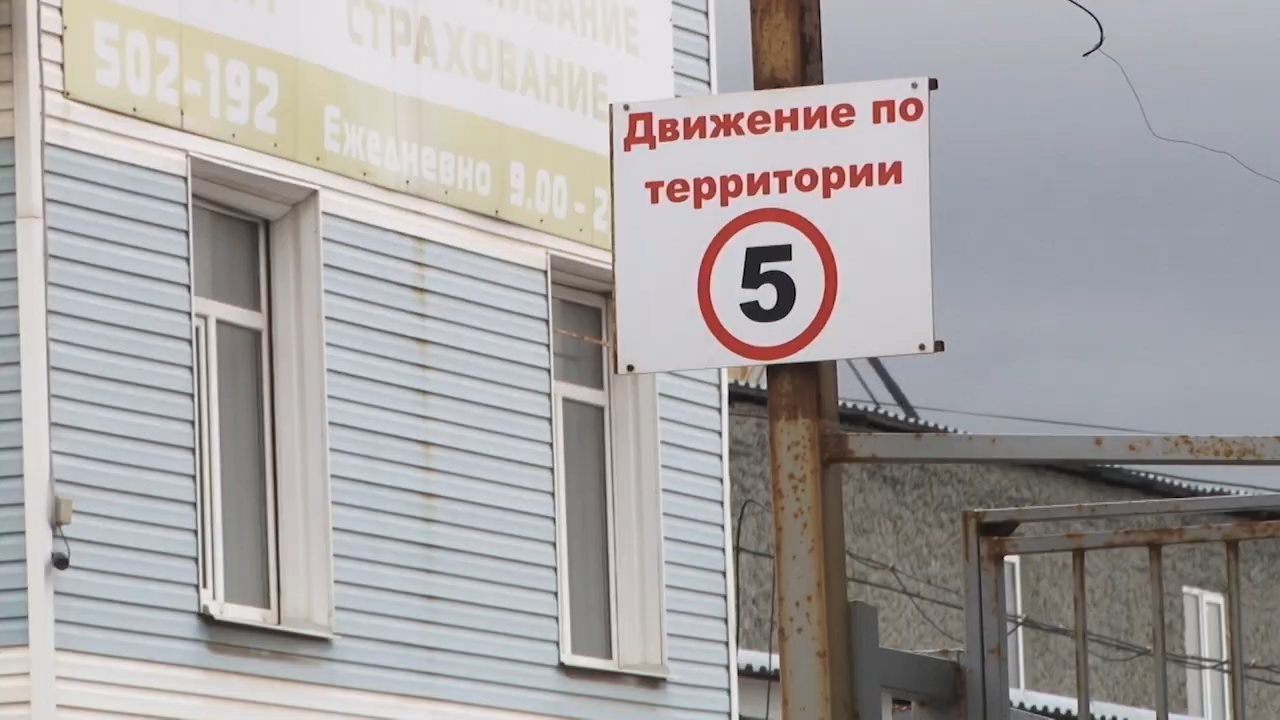 СТРАХОВАНИЕ
502-192
Ежедневно 9.00 - 2
Движение по
территории
5